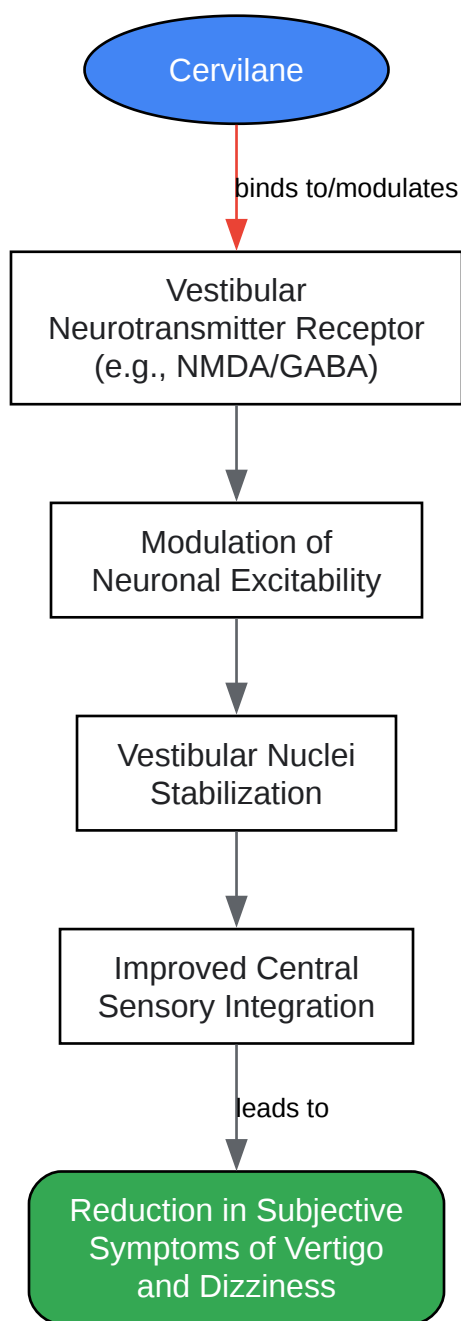 Cervilane
binds to/modulates
Vestibular
Neurotransmitter Receptor
(e.g., NMDA/GABA)
Modulation of
Neuronal Excitability
Vestibular Nuclei
Stabilization
Improved Central
Sensory Integration
leads to
Reduction in Subjective
Symptoms of Vertigo
and Dizziness